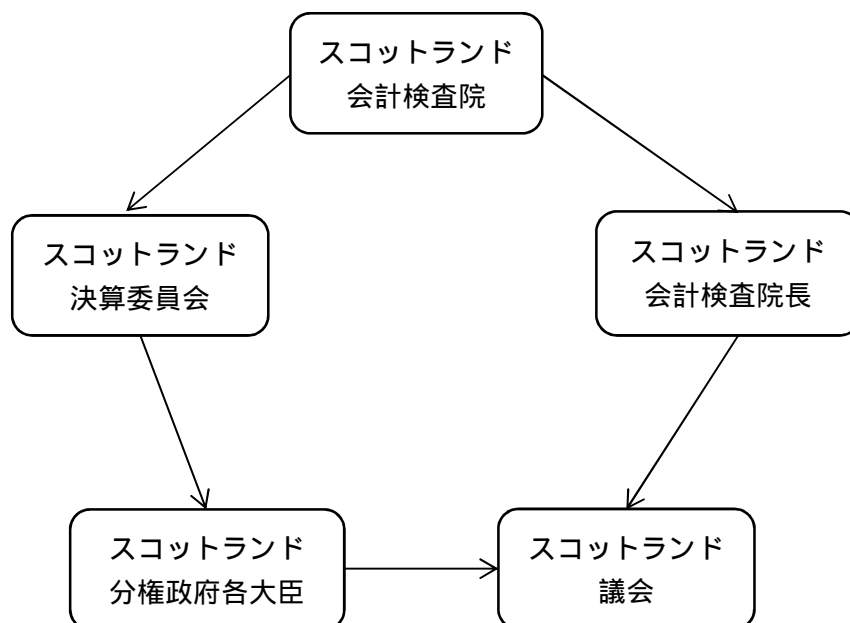 スコットランド
会計検査院
スコットランド
決算委員会
スコットランド
会計検査院長
スコットランド
分権政府各大臣
スコットランド
議会